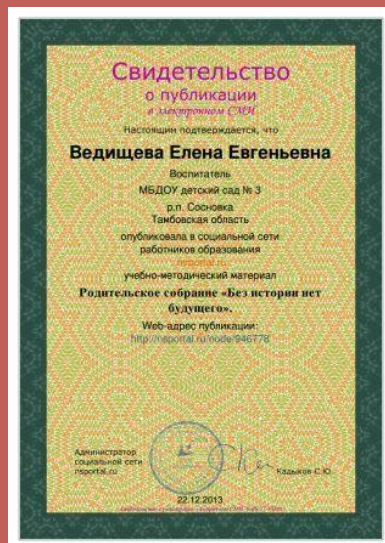 Свидетельство
о публикации
в электронном СМИ
Настоящим подтверждается, что
Ведищева Елена Евгеньевна
Воспитатель
МБДОУ детский сад № 3
р.п. Сосновка
Тамбовская область
опубликовала в социальной сети
работников образования
nsportal.ru
учебно-методический материал
Родительское собрание «Без истории нет
будущего».
Web-адрес публикации:
http://nsportal.ru/node/946778
Администратор
социальной сети
nsportal.ru
Кадыков С.Ю.
22.12.2013